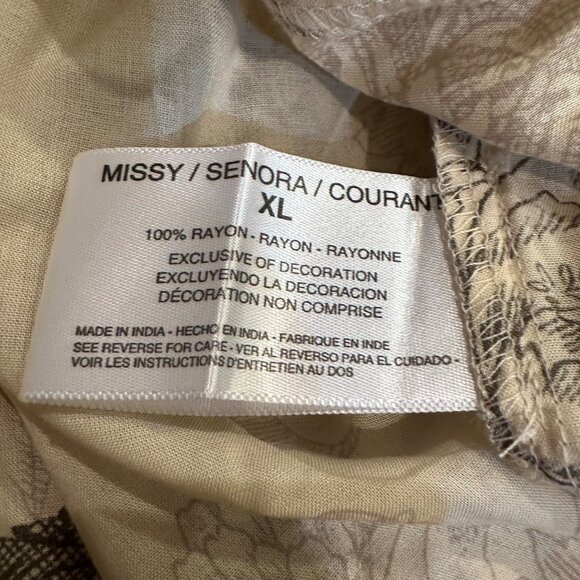 MISSY / SENORA / COURANT
XL
100% RAYON - RAYON - RAYONNE
EXCLUSIVE OF DECORATION
EXCLUYENDO LA DECORACION
DÉCORATION NON COMPRISE
MADE IN INDIA - HECHO EN INDIA - FABRIQUE EN INDE
SEE REVERSE FOR CARE - VER AL REVERSO PARA EL CUIDADO -
VOIR LES INSTRUCTIONS D'ENTRETIEN AU DOS